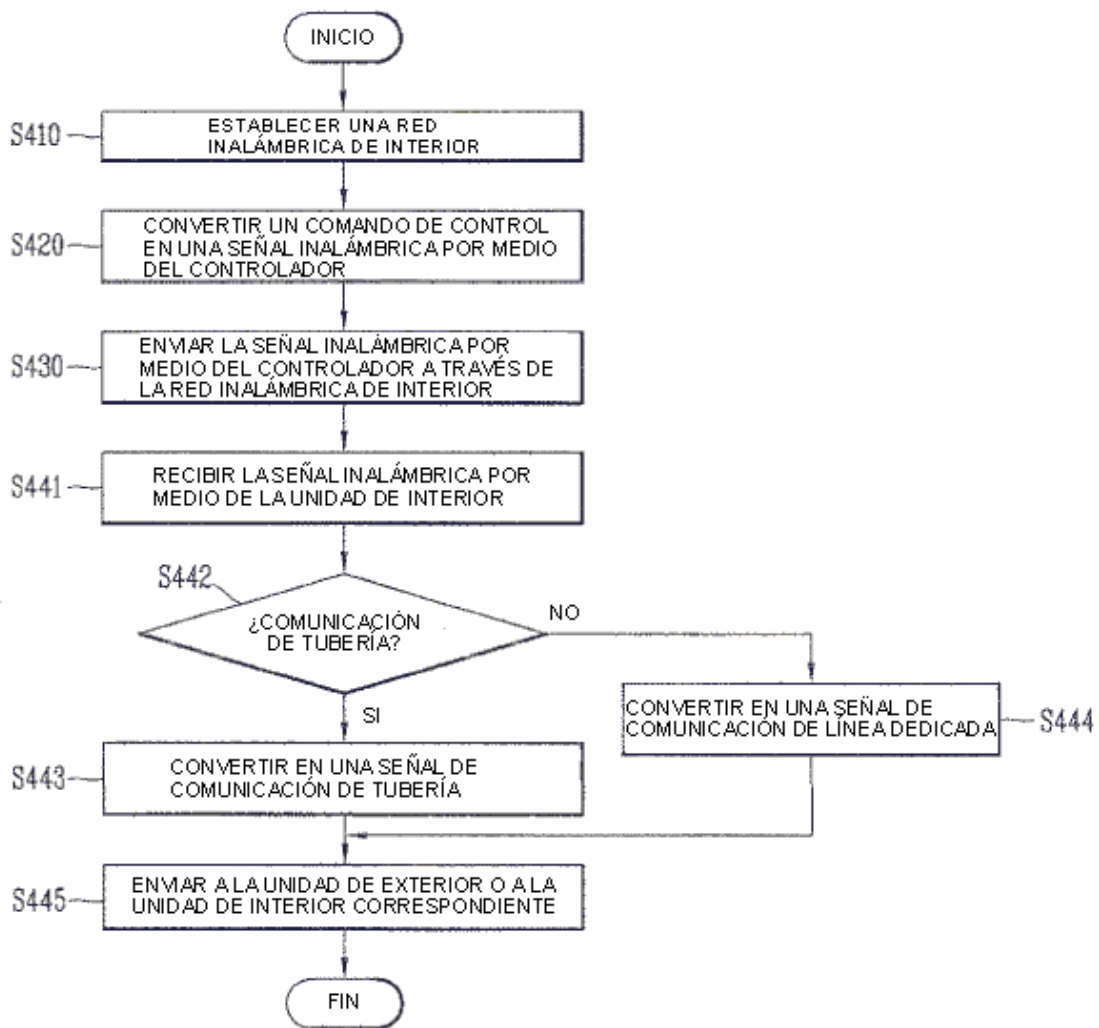 INICIO
S410
ESTABLECER UNA RED
INALÁMBRICA DE INTERIOR
S420
CONVERTIR UN COMANDO DE CONTROL
EN UNA SEÑAL INALÁMBRICA POR MEDIO
DEL CONTROLADOR
S430
ENVIAR LA SEÑAL INALÁMBRICA POR
MEDIO DEL CONTROLADOR A TRAVÉS DE
LA RED INALÁMBRICA DE INTERIOR
S441
RECIBIR LA SEÑAL INALÁMBRICA POR
MEDIO DE LA UNIDAD DE INTERIOR
S442
¿COMUNICACIÓN
DE TUBERÍA?
NO
SI
CONVERTIR EN UNA SEÑAL DE
COMUNICACIÓN DE LÍNEA DEDICADA
S444
S443
CONVERTIR EN UNA SEÑAL DE
COMUNICACIÓN DE TUBERÍA
S445
ENVIAR A LA UNIDAD DE EXTERIOR O A LA
UNIDAD DE INTERIOR CORRESPONDIENTE
FIN